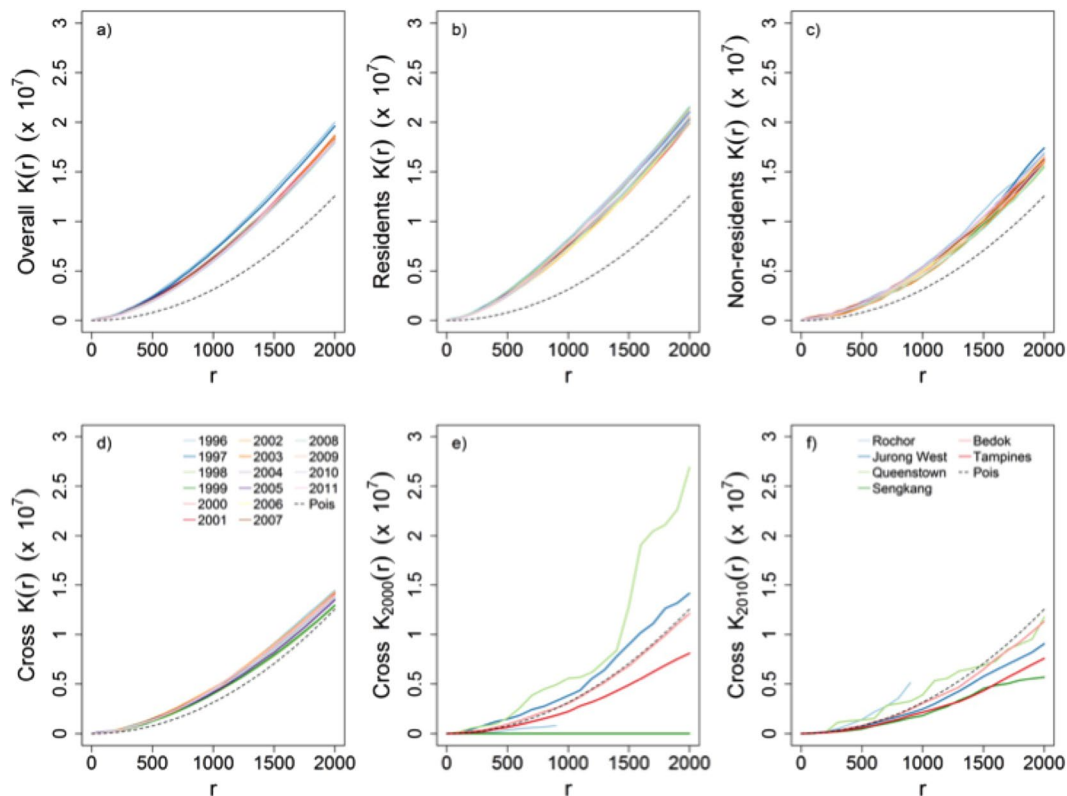 a)
Overall K(r) (x 10^7)
3
2.5
2
1.5
1
0.5
0
0 500 1000 1500 2000
r
b)
Residents K(r) (x 10^7)
3
2.5
2
1.5
1
0.5
0
0 500 1000 1500 2000
r
c)
Non-residents K(r) (x 10^7)
3
2.5
2
1.5
1
0.5
0
0 500 1000 1500 2000
r
d)
Cross K(r) (x 10^7)
3
2.5
2
1.5
1
0.5
0
1996 2002 2008
1997 2003 2009
1998 2004 2010
1999 2005 2011
2000 2006 Pois
2001 2007
0 500 1000 1500 2000
r
e)
Cross K2000(r) (x 10^7)
3
2.5
2
1.5
1
0.5
0
0 500 1000 1500 2000
r
f)
Cross K2010(r) (x 10^7)
3
2.5
2
1.5
1
0.5
0
Rochor Bedok
Jurong West Tampines
Queenstown Pois
Sengkang
0 500 1000 1500 2000
r